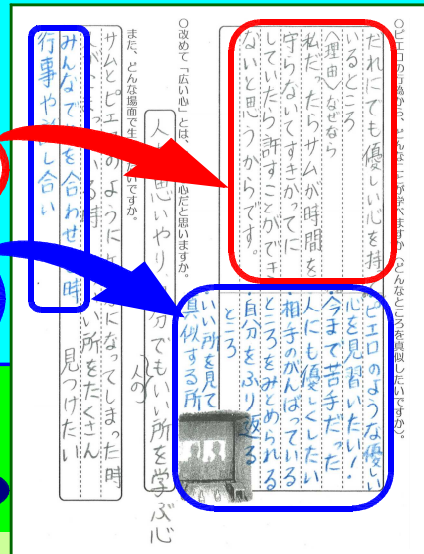 ○ピエロの行為から、どんなことが学べますか（どんなところを真似したいですか）。
だれにでも優しい心を持
いるところ
〈理由〉なぜなら
私だったらサムが時間を
守らないですきかってに
していたら許すことができ
ないと思うからです。
ピエロのような優しい
心を見習いたい！
・今まで苦手だった
人にも優しくしたい
・相手のがんばっている
ところをみとめられる
・自分をふり返る
ところ
いい所を見て
真似する所
○改めて「広い心」とは、
心だと思いますか。
人
思いやり
分でもいい所を学ぶ心
人の
また、どんな場面で生
いですか。
サムとピエロのように
になってしまった時
る時
い所をたくさん
見つけたい
みんなで
を合わせ
時
行事や
し合い